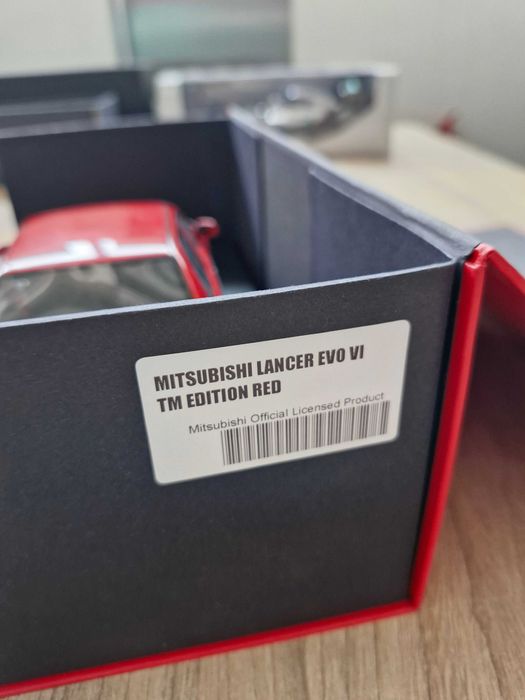 MITSUBISHI LANCER EVO VI
TM EDITION RED
Mitsubishi Official Licensed Product